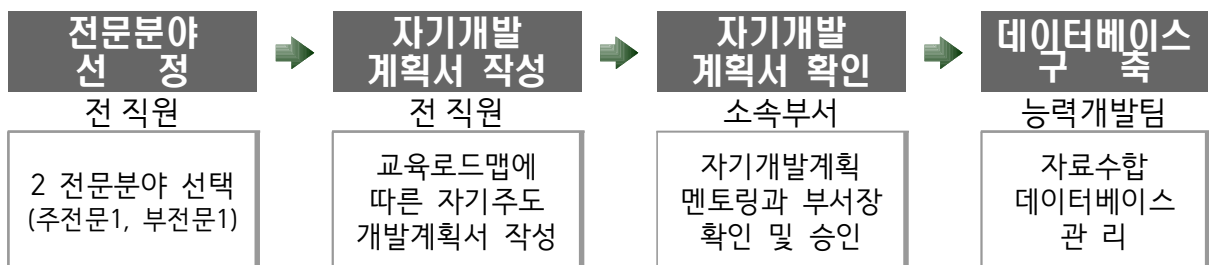 전문분야
선 정
전 직원
2 전문분야 선택
(주전문1, 부전문1)
자기개발
계획서 작성
전 직원
교육로드맵에
따른 자기주도
개발계획서 작성
자기개발
계획서 확인
소속부서
자기개발계획
멘토링과 부서장
확인 및 승인
데이터베이스
구 축
능력개발팀
자료수합
데이터베이스
관 리